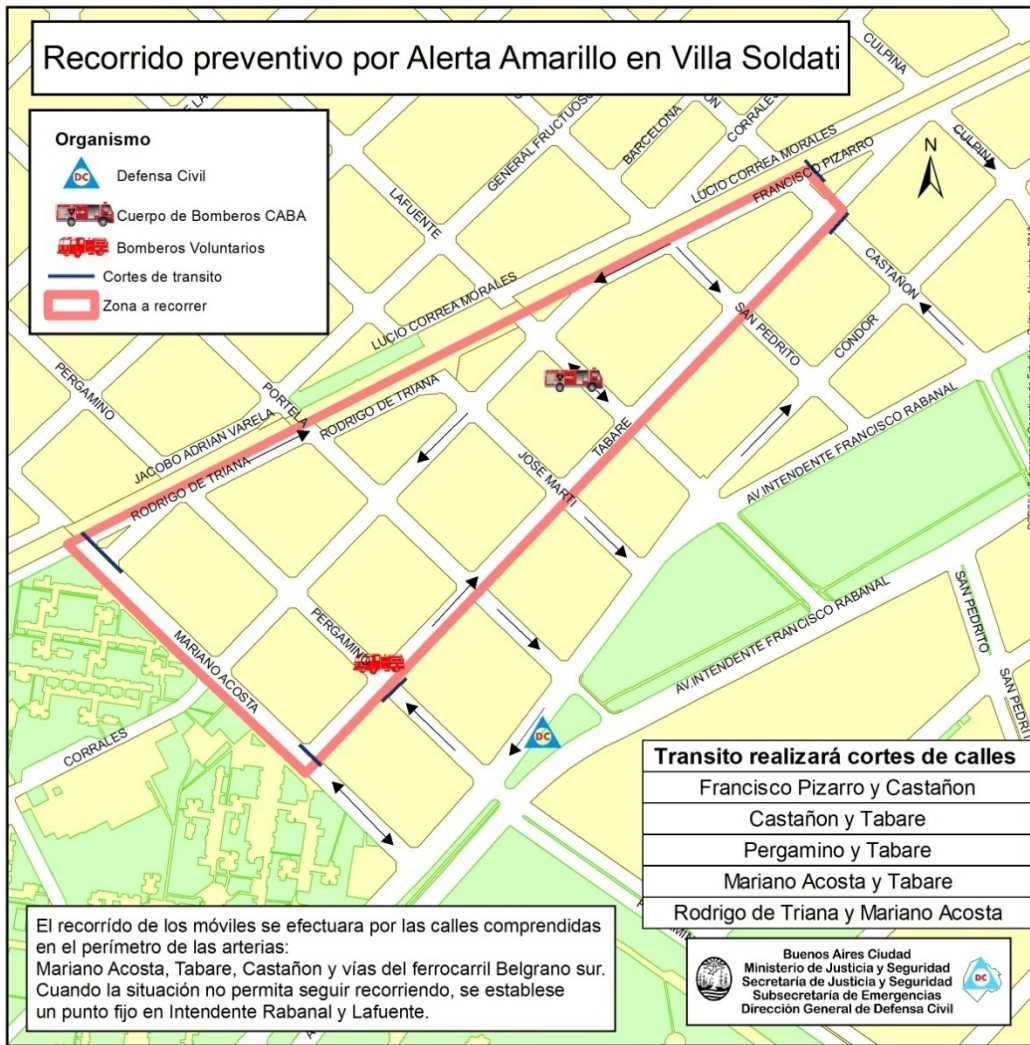 Recorrido preventivo por Alerta Amarillo en Villa Soldati
Organismo
DC
Defensa Civil
Cuerpo de Bomberos CABA
Bomberos Voluntarios
Cortes de transito
Zona a recorrer
CULPINA
CORRALES
BARCELONA
GENERAL FRUCTUOSO
LAFUENTE
LUCIO CORREA MORALES
FRANCISCO PIZARRO
N
CULPIN
CASTAÑON
LUCIO CORREA MORALES
SAN PEDRITO
CONDOR
PERGAMINO
PORTELA
RODRIGO DE TRIANA
JACOBO ADRIAN VARELA
RODRIGO DE TRIANA
TABARE
AV.INTENDENTE FRANCISCO RABANAL
JOSE MARTI
MARIANO ACOSTA
PERGAMINO
AV.INTENDENTE FRANCISCO RABANAL
SAN PEDRITO
SAN PEDRI
CORRALES
DC
Transito realizará cortes de calles
Francisco Pizarro y Castañon
Castañon y Tabare
Pergamino y Tabare
Mariano Acosta y Tabare
Rodrigo de Triana y Mariano Acosta
El recorrído de los móviles se efectuara por las calles comprendidas
en el perímetro de las arterias:
Mariano Acosta, Tabare, Castañon y vías del ferrocarril Belgrano sur.
Cuando la situación no permita seguir recorriendo, se establese
un punto fijo en Intendente Rabanal y Lafuente.
Buenos Aires Ciudad
Ministerio de Justicia y Seguridad
Secretaría de Justicia y Seguridad
Subsecretaría de Emergencias
Dirección General de Defensa Civil
DC